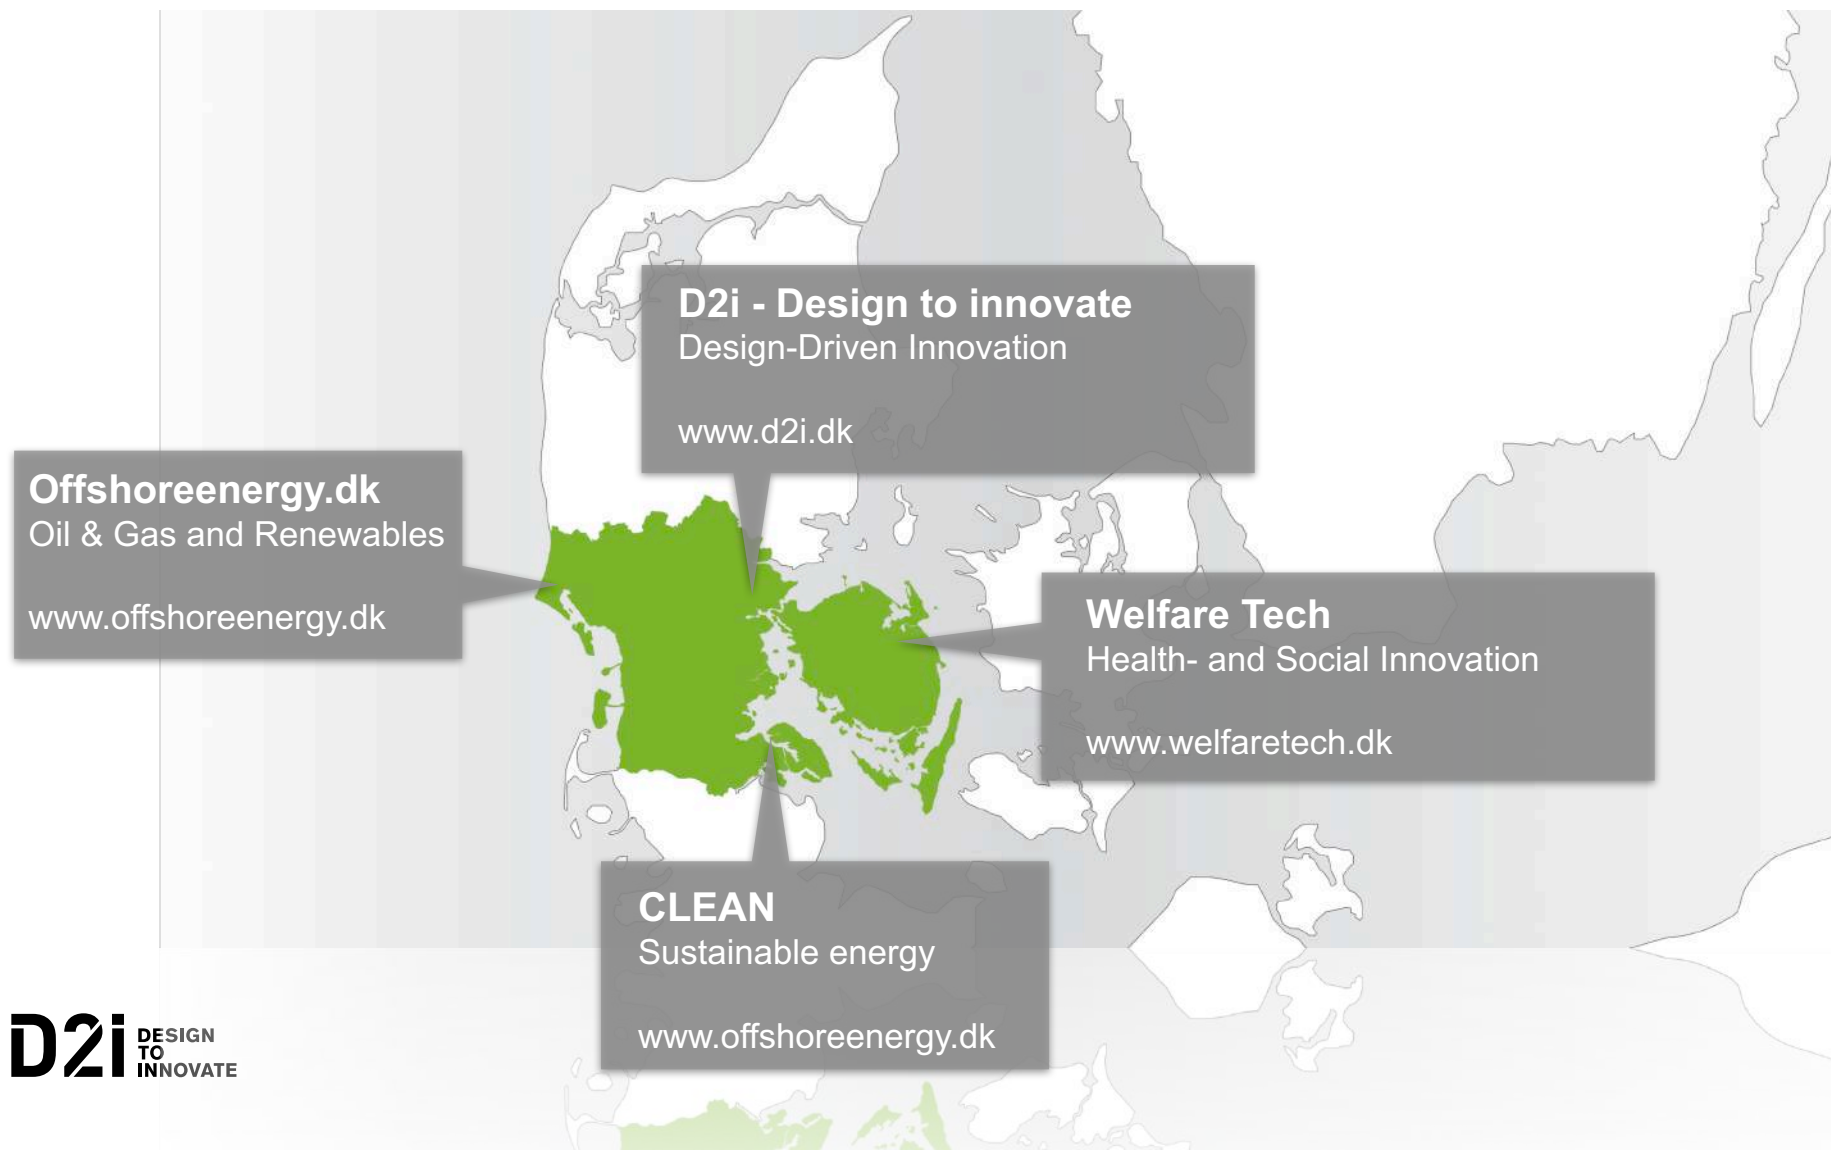 D2i - Design to innovate
Design-Driven Innovation
www.d2i.dk
Offshoreenergy.dk
Oil & Gas and Renewables
www.offshoreenergy.dk
Welfare Tech
Health- and Social Innovation
www.welfaretech.dk
CLEAN
Sustainable energy
www.offshoreenergy.dk
D2i
DESIGN
TO
INNOVATE